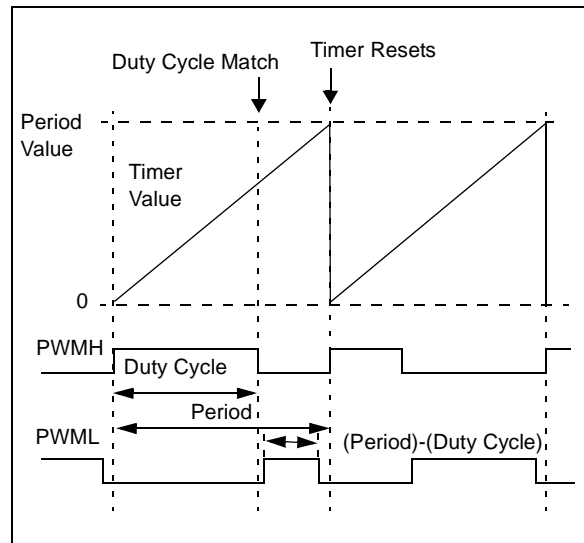 Duty Cycle Match
Timer Resets
Period
Value
Timer
Value
0
PWMH
Duty Cycle
Period
PWML
(Period)-(Duty Cycle)